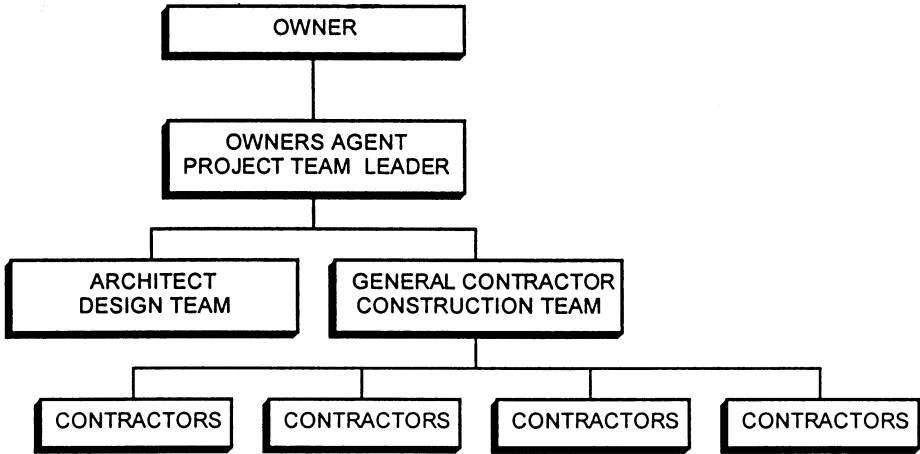 OWNER
OWNERS AGENT
PROJECT TEAM LEADER
ARCHITECT
DESIGN TEAM
GENERAL CONTRACTOR
CONSTRUCTION TEAM
CONTRACTORS
CONTRACTORS
CONTRACTORS
CONTRACTORS